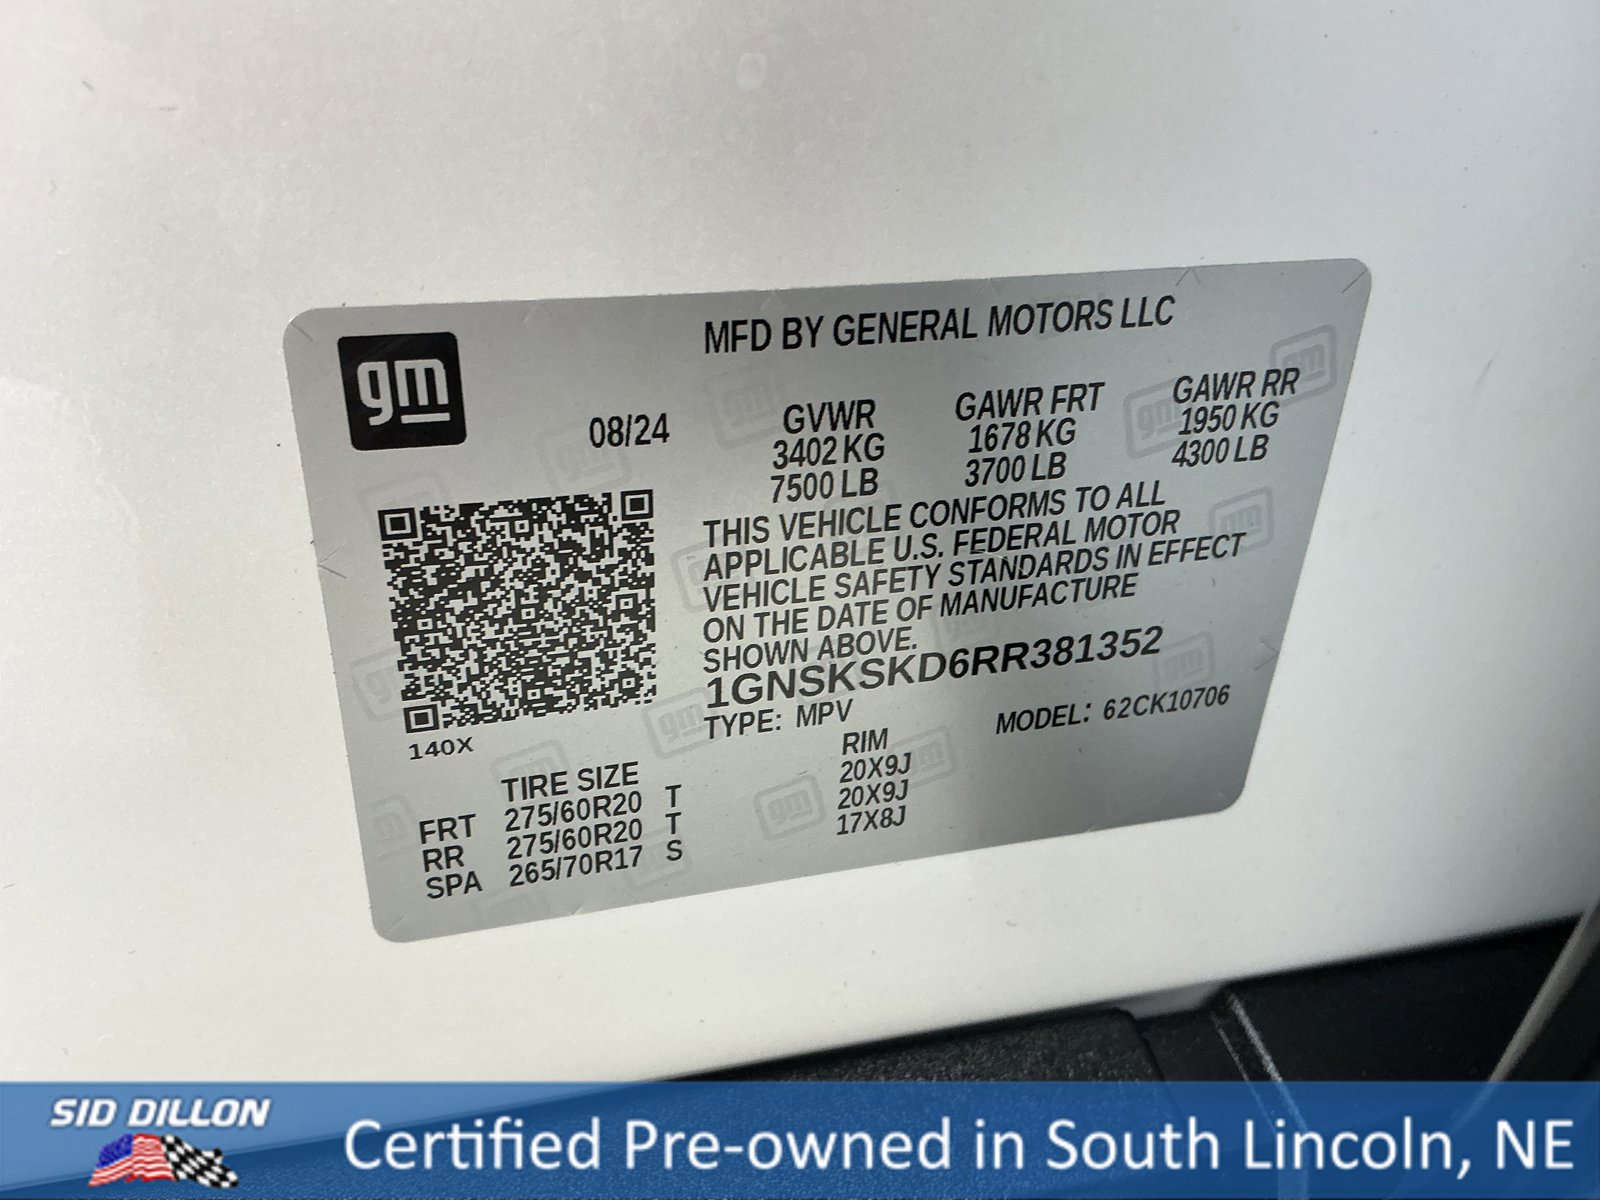 gm
MFD BY GENERAL MOTORS LLC
08/24
GVWR GAWR FRT GAWR RR
3402 KG 1678 KG 1950 KG
7500 LB 3700 LB 4300 LB
THIS VEHICLE CONFORMS TO ALL
APPLICABLE U.S. FEDERAL MOTOR
VEHICLE SAFETY STANDARDS IN EFFECT
ON THE DATE OF MANUFACTURE
SHOWN ABOVE.
1GNSKSKD6RR381352
TYPE: MPV MODEL: 62CK10706
140X
TIRE SIZE RIM
FRT 275/60R20 T 20X9J
RR 275/60R20 T 20X9J
SPA 265/70R17 S 17X8J
SID DILLON
Certified Pre-owned in South Lincoln, NE